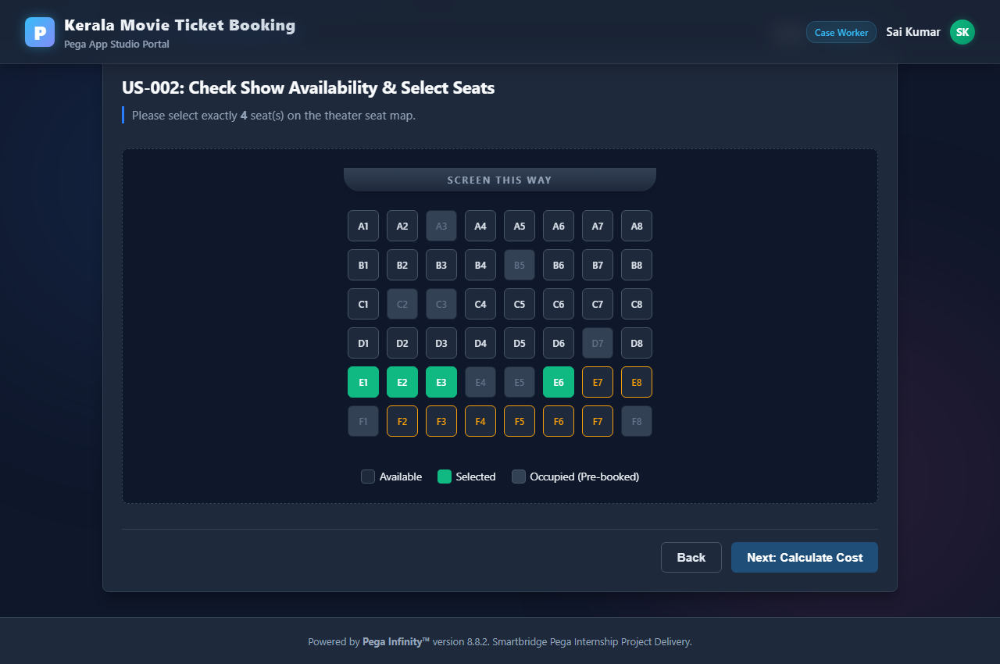 P
Kerala Movie Ticket Booking
Pega App Studio Portal
Case Worker
Sai Kumar
SK
US-002: Check Show Availability & Select Seats
Please select exactly 4 seat(s) on the theater seat map.
SCREEN THIS WAY
A1 A2 A3 A4 A5 A6 A7 A8
B1 B2 B3 B4 B5 B6 B7 B8
C1 C2 C3 C4 C5 C6 C7 C8
D1 D2 D3 D4 D5 D6 D7 D8
E1 E2 E3 E4 E5 E6 E7 E8
F1 F2 F3 F4 F5 F6 F7 F8
Available Selected Occupied (Pre-booked)
Back Next: Calculate Cost
Powered by Pega Infinity™ version 8.8.2. Smartbridge Pega Internship Project Delivery.